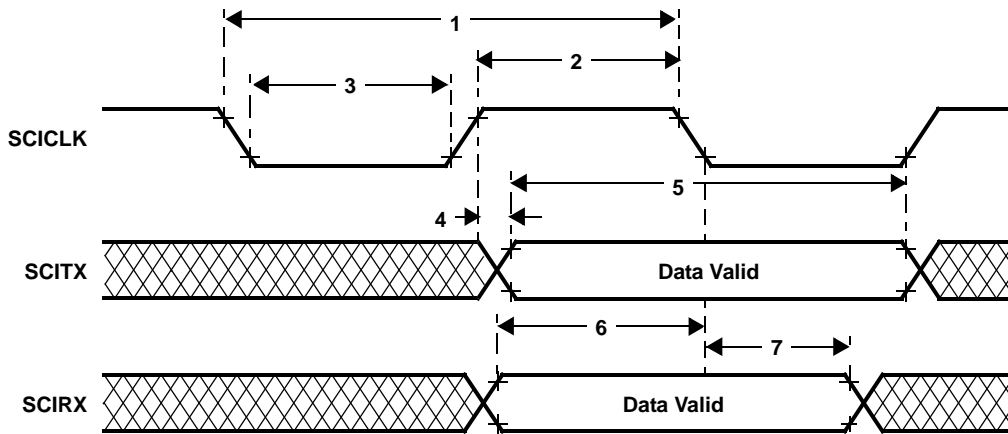 1
2
3
SCICLK
5
4
SCITX
Data Valid
6
7
SCIRX
Data Valid